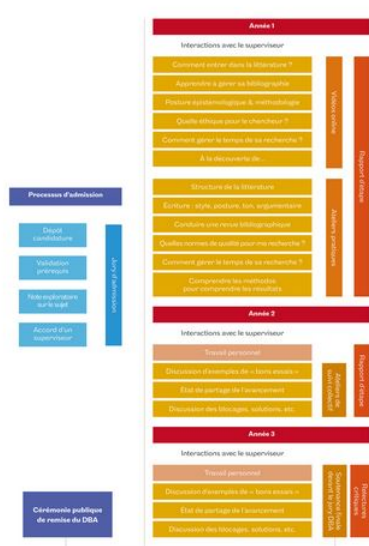 Processus d'admission
Dépôt
candidature
Validation
prérequis
Note exploratoire
sur le sujet
Accord d'un
superviseur
Jury d'admission
Cérémonie publique
de remise du DBA
Année 1
Interactions avec le superviseur
Comment entrer dans la littérature ?
Apprendre à gérer sa bibliographie
Posture épistémologique & méthodologie
Quelle éthique pour le chercheur ?
Comment gérer le temps de sa recherche ?
À la découverte de...
Vidéos online
Structure de la littérature
Écriture : style, posture, ton, argumentaire
Conduire une revue bibliographique
Quelles normes de qualité pour ma recherche ?
Comment gérer le temps de sa recherche ?
Comprendre les méthodes
pour comprendre les résultats
Ateliers pratiques
Rapport d'étape
Année 2
Interactions avec le superviseur
Travail personnel
Discussion d'exemples de « bons essais »
État de partage de l'avancement
Discussion des blocages, solutions, etc.
Ateliers de
suivi collectif
Rapport d'étape
Année 3
Interactions avec le superviseur
Travail personnel
Discussion d'exemples de « bons essais »
État de partage de l'avancement
Discussion des blocages, solutions, etc.
Soutenance finale
devant le jury DBA
Relectures
critiques